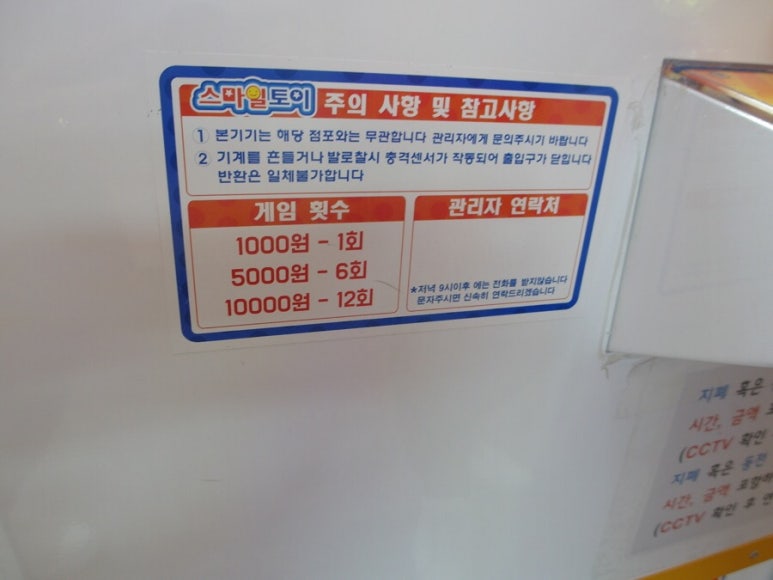 스마일토이 주의 사항 및 참고사항
① 본기기는 해당 점포와는 무관합니다 관리자에게 문의주시기 바랍니다
② 기계를 흔들거나 발로찰시 충격센서가 작동되어 출입구가 닫힙니다
반환은 일체불가합니다
게임 횟수
1000원 - 1회
5000원 - 6회
10000원 - 12회
관리자 연락처
*저녁 9시이후 에는 전화를 받지않습니다
문자주시면 신속히 연락드리겠습니다
지폐 혹은
시간, 금액
(CCTV 확인
지폐 혹은 동전
시간, 금액 포함하
(CCTV 확인 후 연